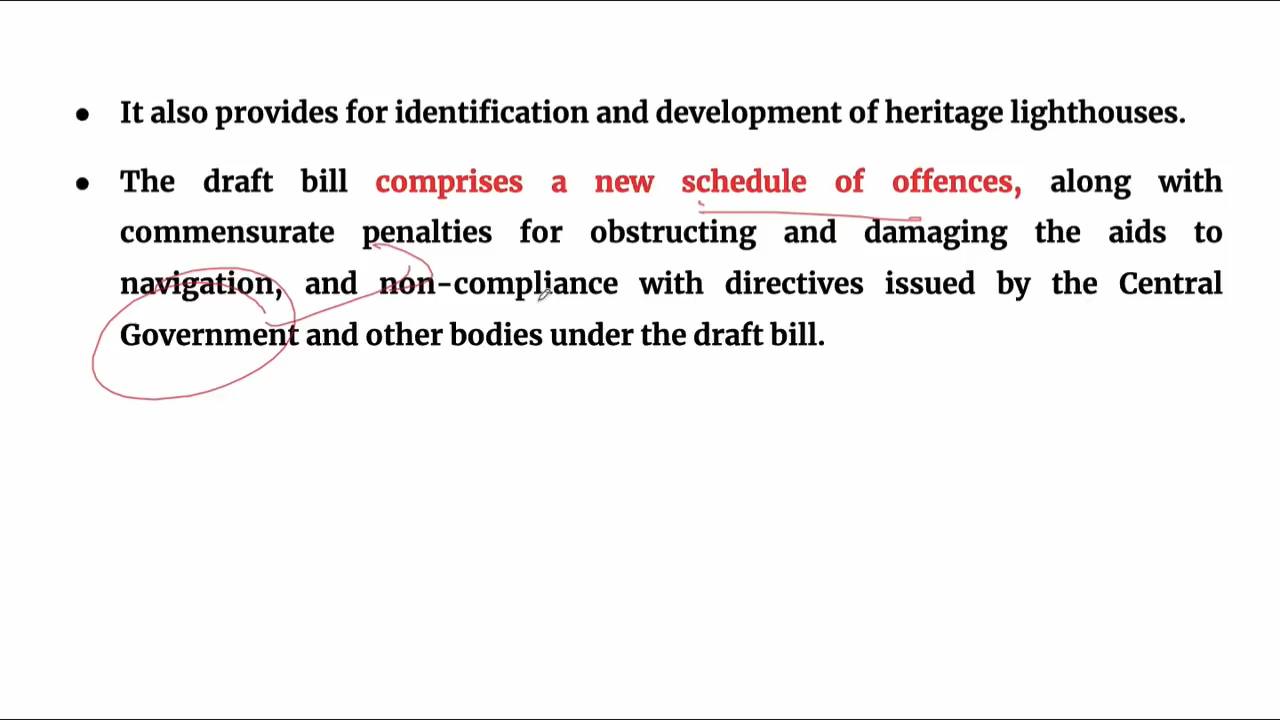 ● It also provides for identification and development of heritage lighthouses.
● The draft bill comprises a new schedule of offences, along with
commensurate penalties for obstructing and damaging the aids to
navigation, and non-compliance with directives issued by the Central
Government and other bodies under the draft bill.